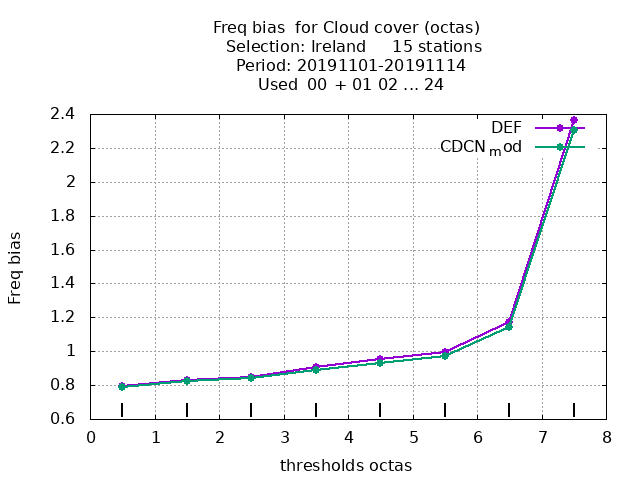 Freq bias  for Cloud cover (octas)
Selection: Ireland     15 stations
Period: 20191101-20191114
Used  00  + 01 02 ... 24
DEF
CDCNmod
2.4
2.2
2
1.8
1.6
1.4
1.2
1
0.8
0.6
Freq bias
0 1 2 3 4 5 6 7 8
thresholds octas